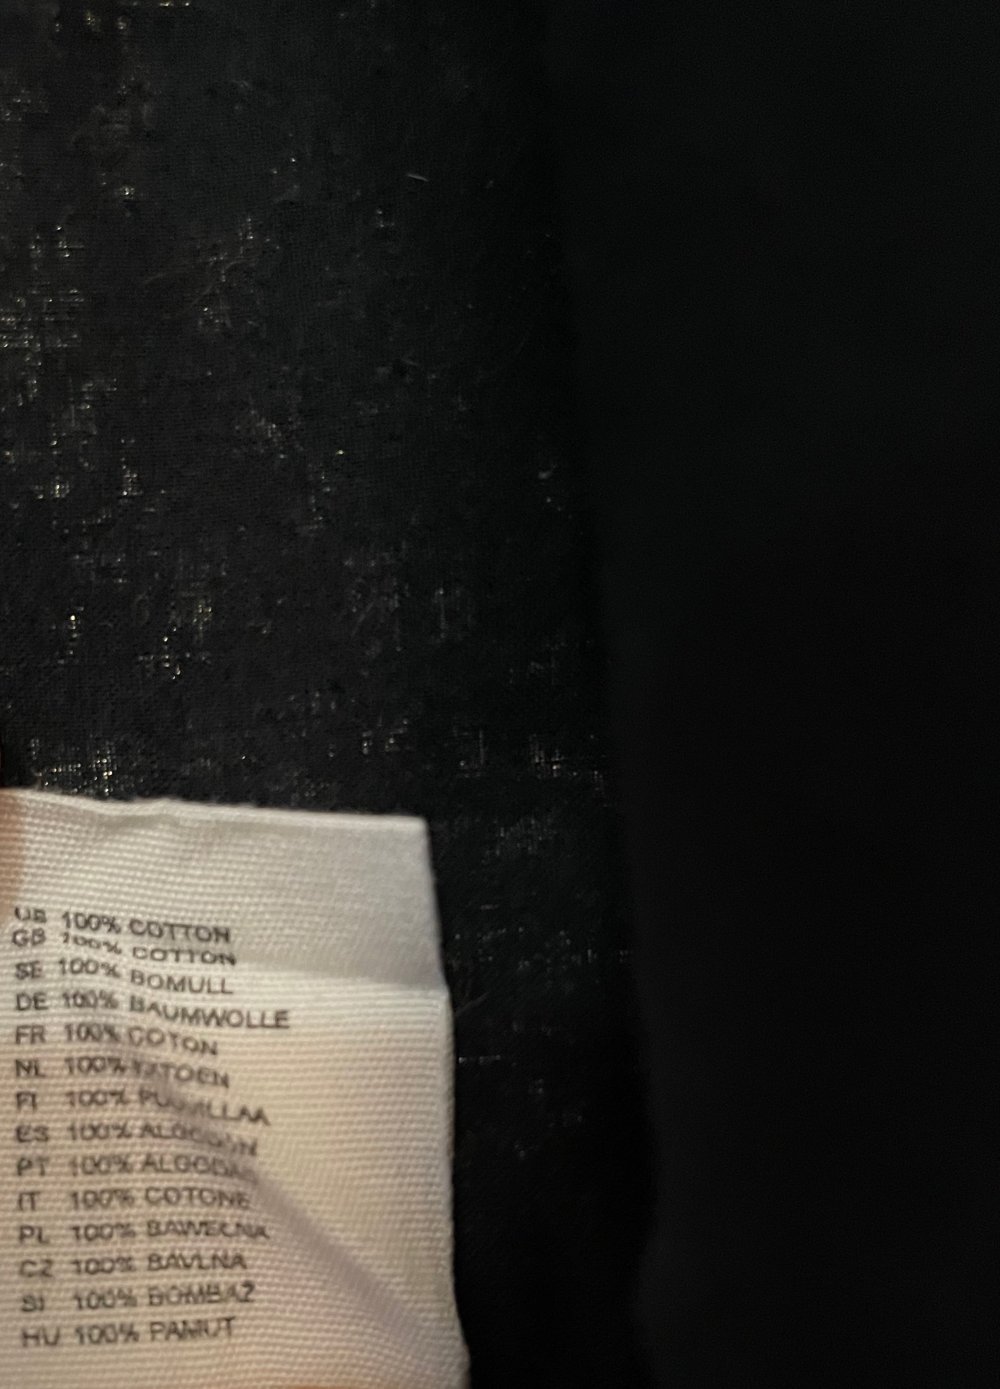 US 100% COTTON
GB 100% COTTON
SE 100% BOMULL
DE 100% BAUMWOLLE
FR 100% COTON
NL 100% KATOEN
FI 100% PUUVILLAA
ES 100% ALGODON
PT 100% ALGODAO
IT 100% COTONE
PL 100% BAWEŁNA
CZ 100% BAVLNA
SI 100% BOMBAŽ
HU 100% PAMUT